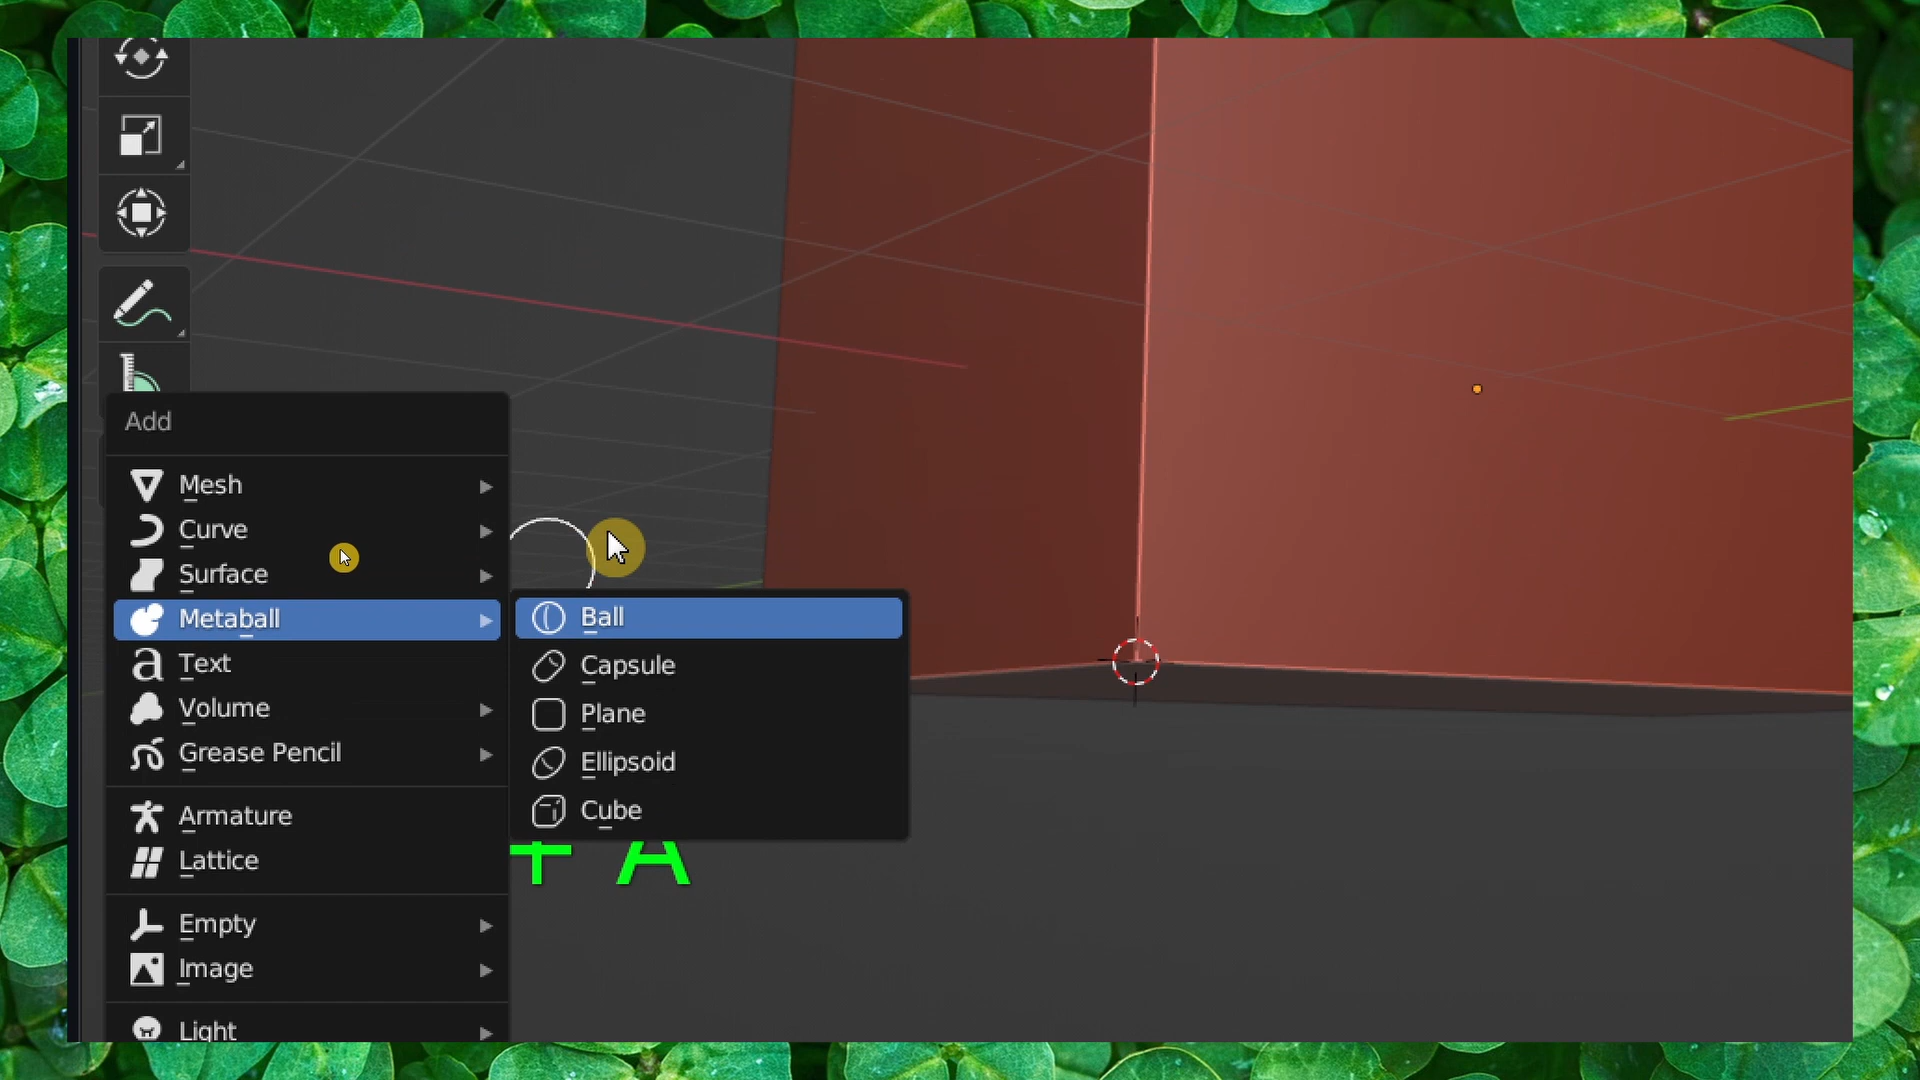 Add
Mesh
Curve
Surface
Metaball
Text
Volume
Grease Pencil
Armature
Lattice
Empty
Image
Light
Ball
Capsule
Plane
Ellipsoid
Cube
+ A